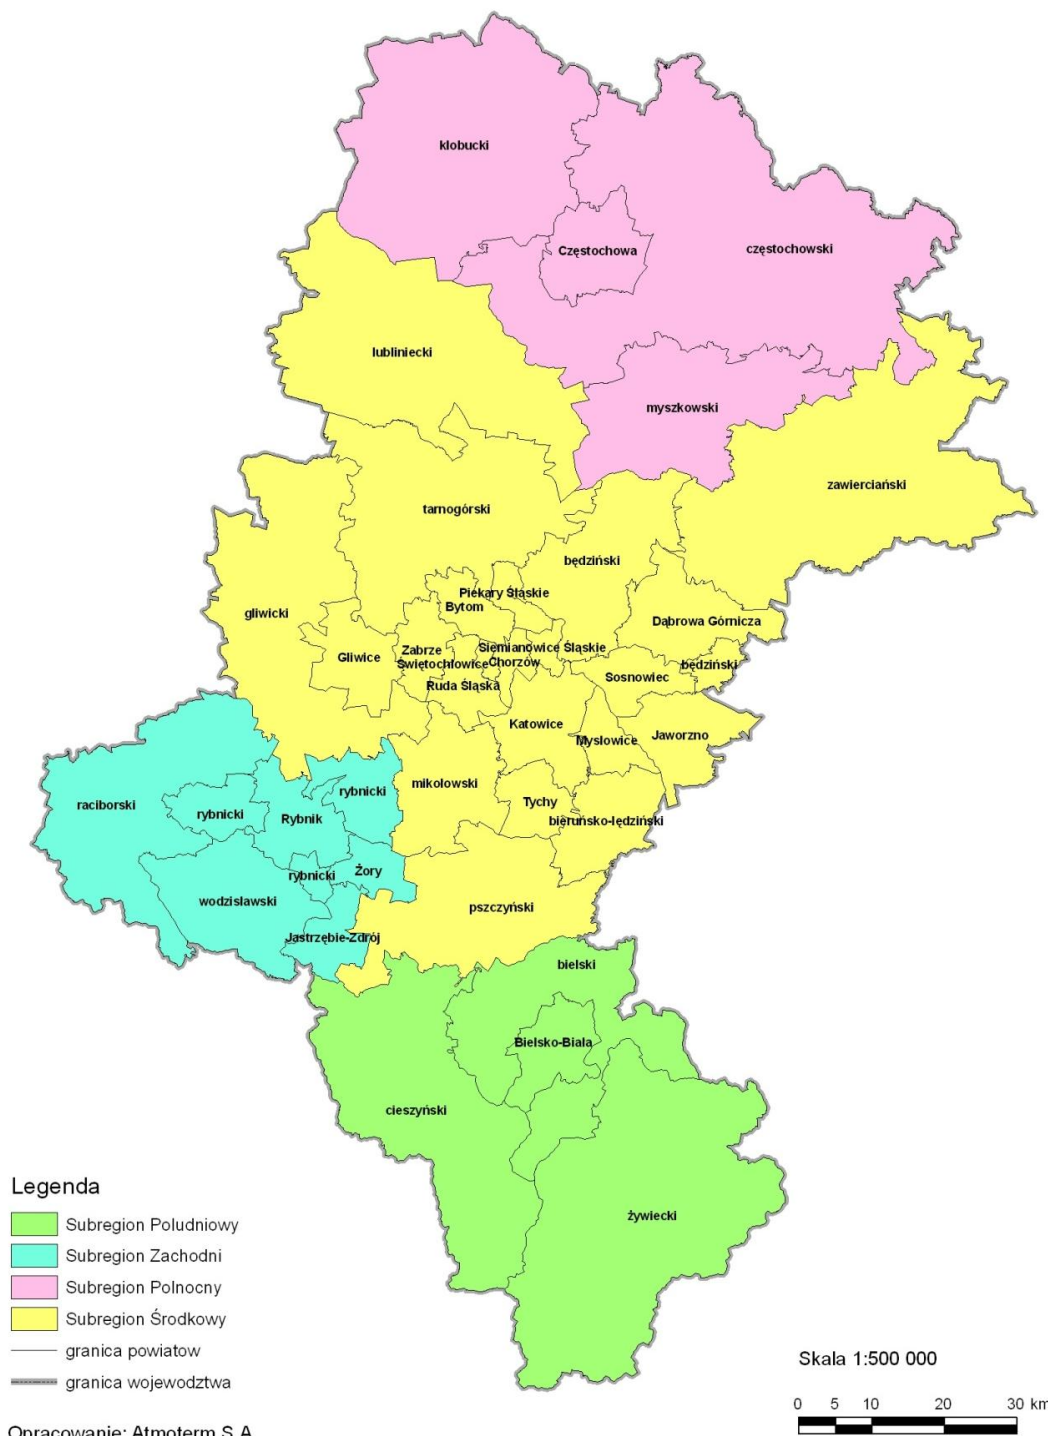 kłobucki
Częstochowa
częstochowski
lubliniecki
myszkowski
zawierciański
tarnogórski
będziński
Piekary Śląskie
Bytom
gliwicki
Dąbrowa Górnicza
Zabrze
Siemianowice Śląskie
Gliwice
Świętochłowice
Chorzów
będziński
Sosnowiec
Ruda Śląska
Katowice
Mysłowice
Jaworzno
mikołowski
rybnicki
raciborski
rybnicki
Rybnik
Tychy
bieruńsko-lędziński
rybnicki
Żory
wodzisławski
pszczyński
Jastrzębie-Zdrój
bielski
Bielsko-Biała
cieszyński
żywiecki
Legenda
Subregion Poludniowy
Subregion Zachodni
Subregion Polnocny
Subregion Środkowy
granica powiatow
granica wojewodztwa
Skala 1:500 000
0 5 10 20 30 km
Opracowanie: Atmoterm S.A.